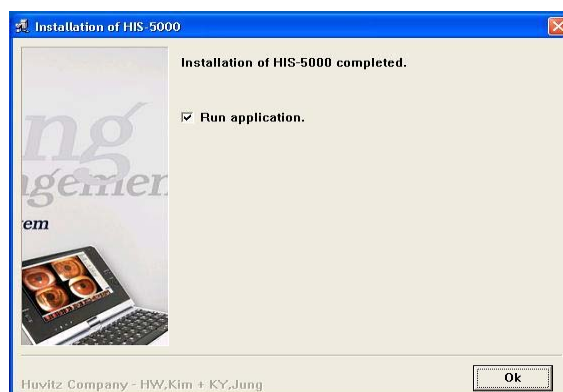 Installation of HIS-5000
Installation of HIS-5000 completed.
Run application.
ng
agemen
em
Huvitz Company - HW,Kim + KY,Jung
Ok